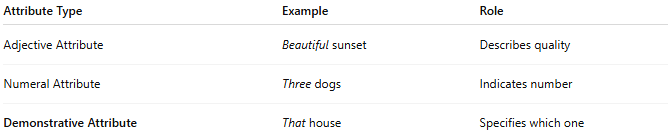 Attribute Type Example Role
Adjective Attribute Beautiful sunset Describes quality
Numeral Attribute Three dogs Indicates number
Demonstrative Attribute That house Specifies which one